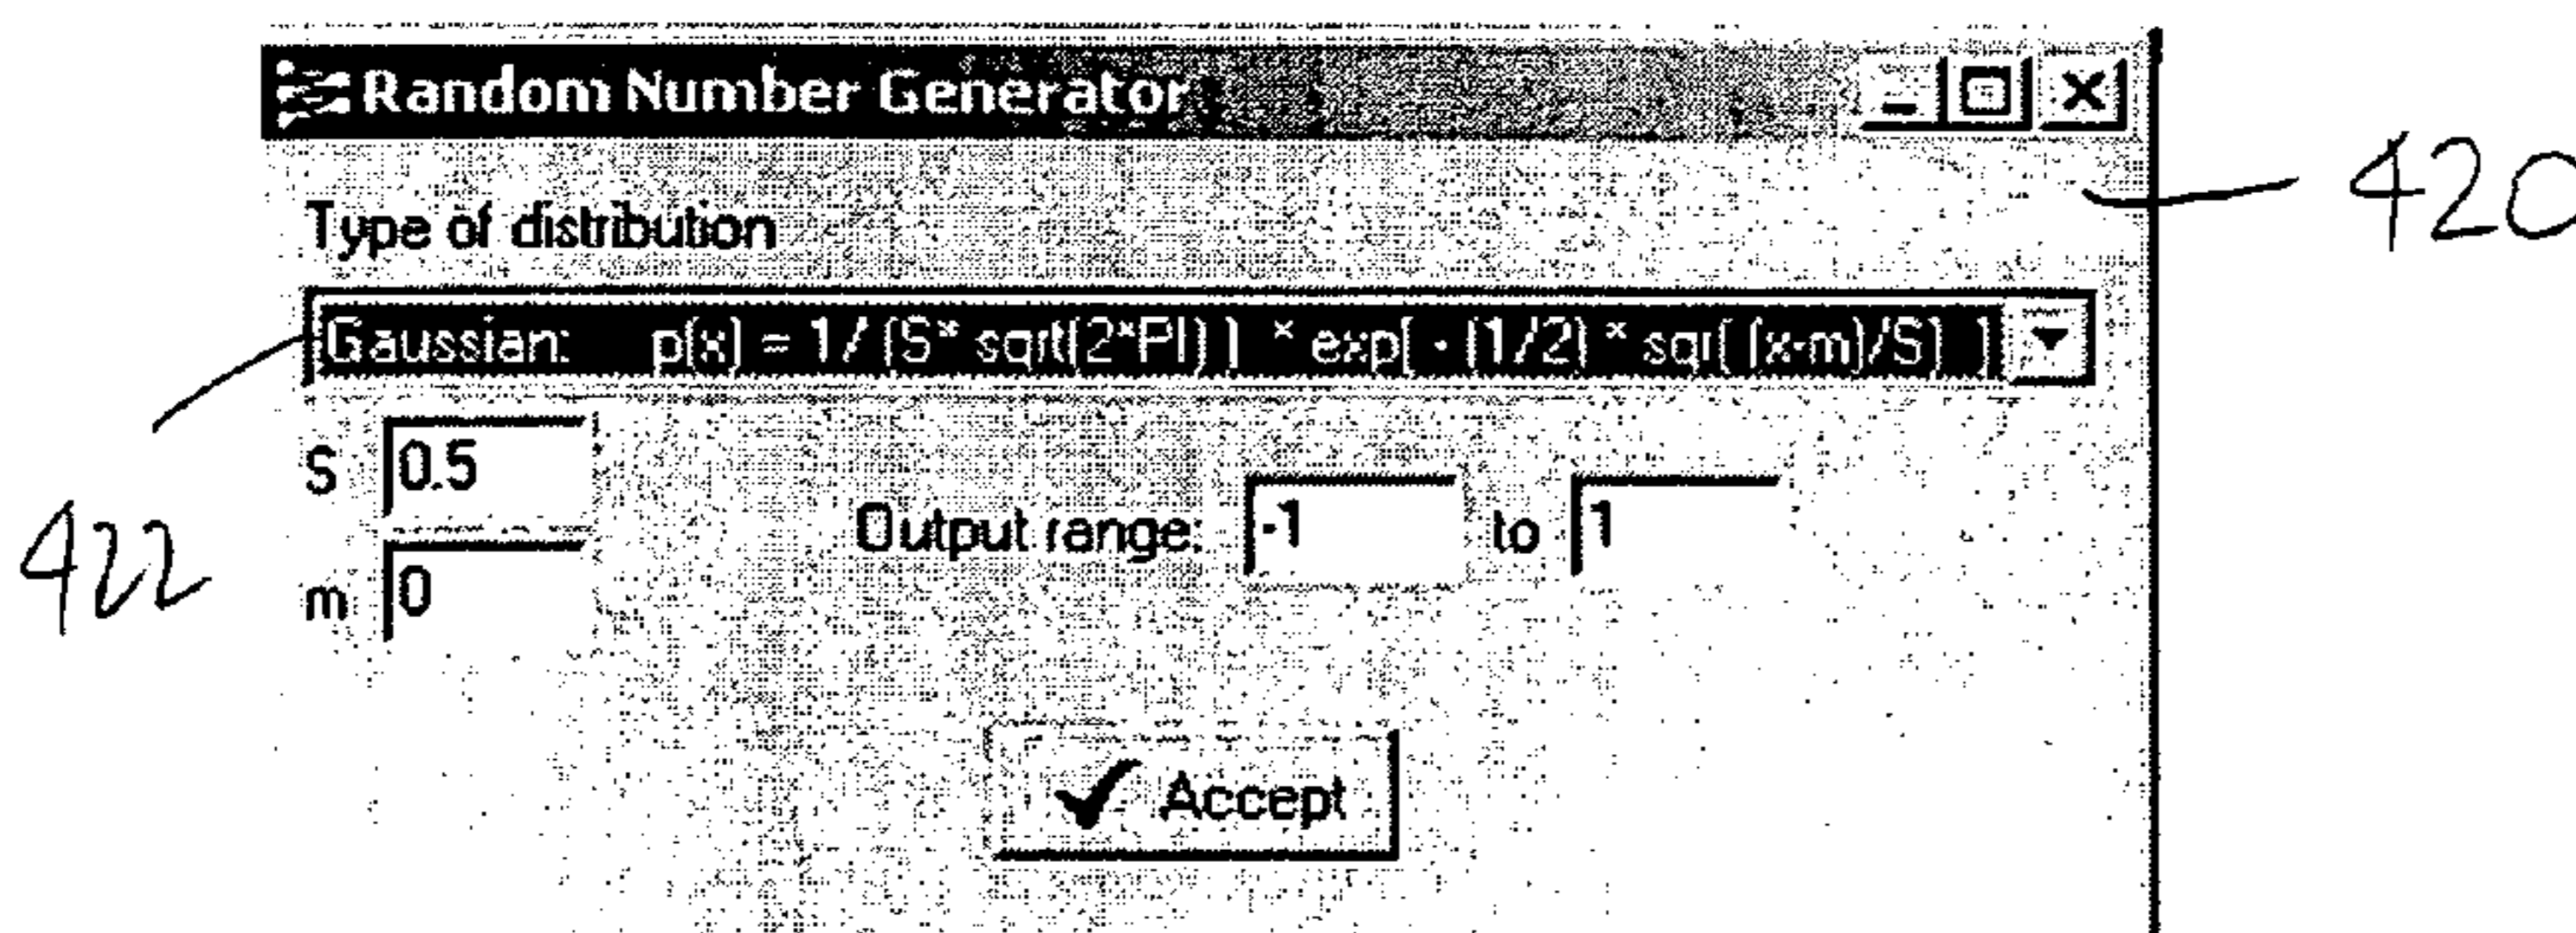 Random Number Generator
420
Type of distribution
Gaussian: p(x) = 1/ (S* sqrt(2*PI) ) * exp( - (1/2) * sqr( (x-m)/S) )
S 0.5
422
Output range: -1 to 1
m 0
Accept